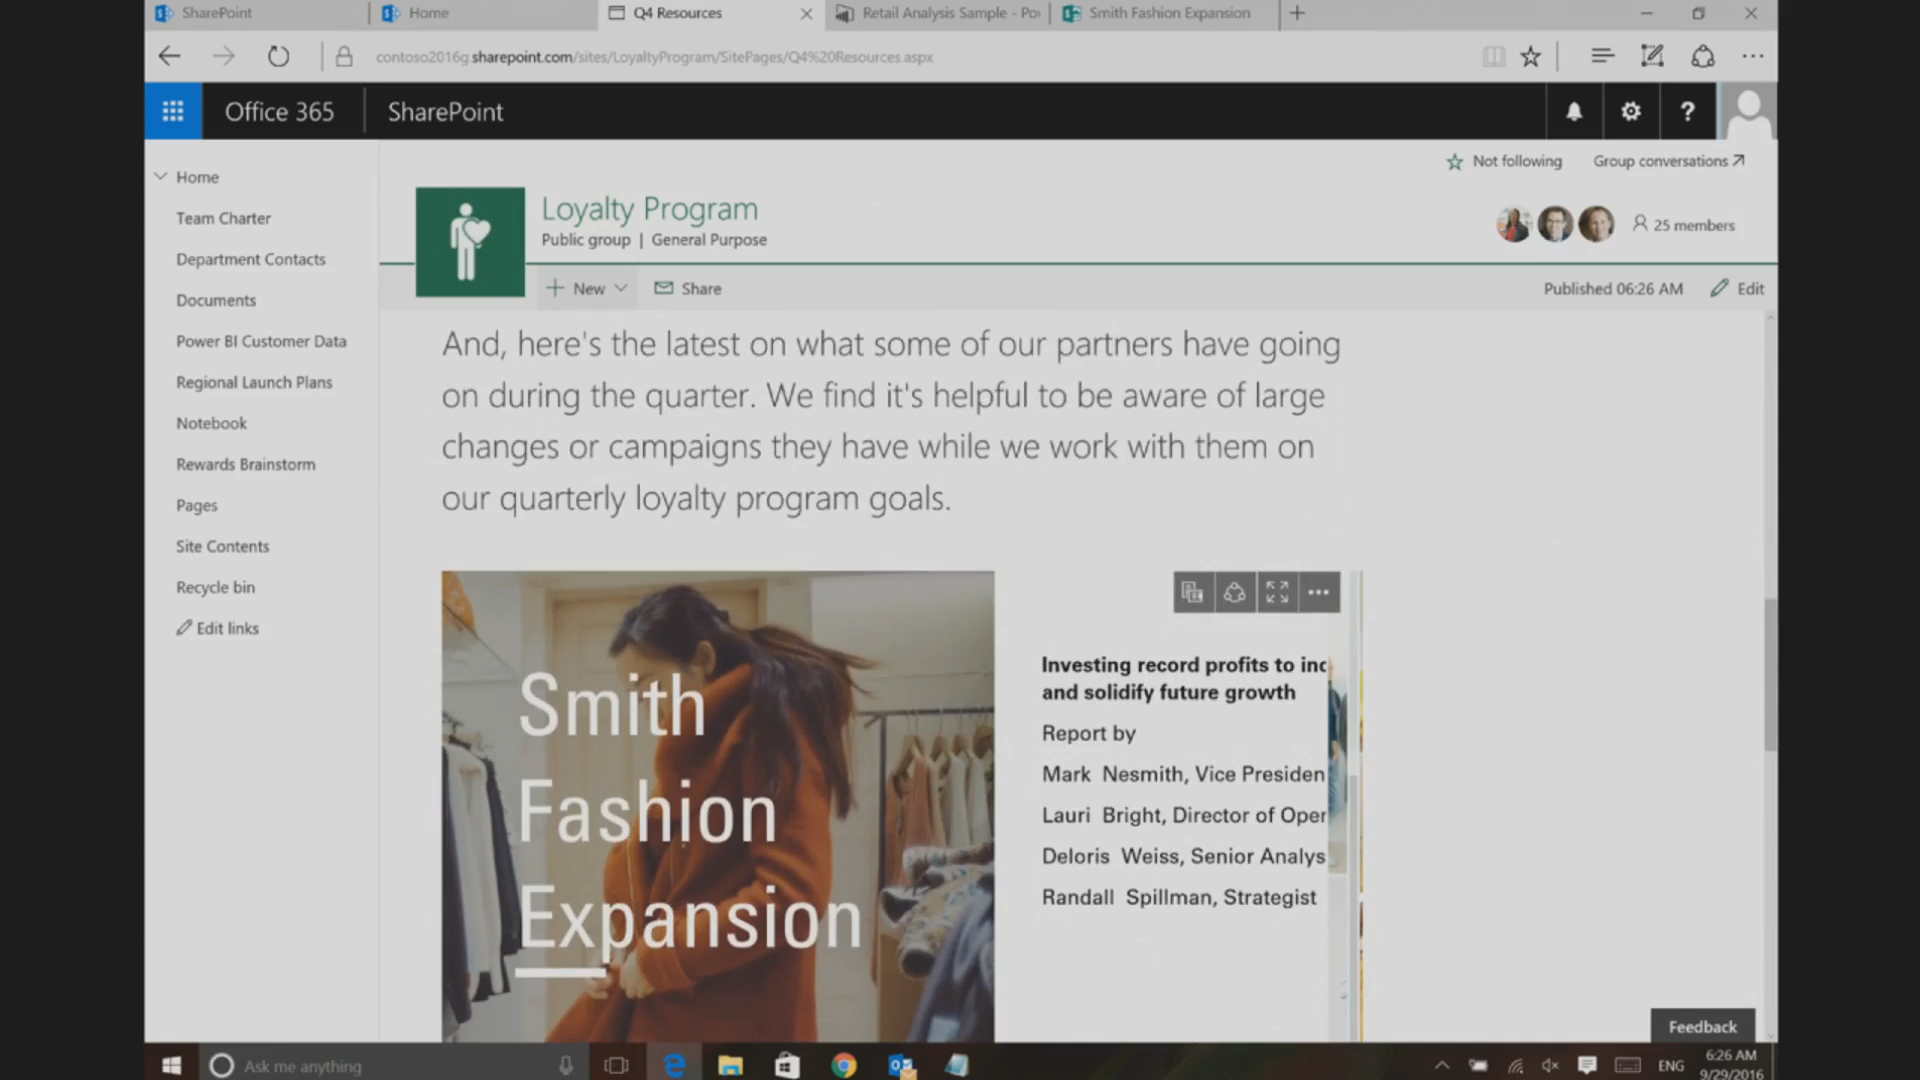 SharePoint
Home
Q4 Resources
Retail Analysis Sample - Po
Smith Fashion Expansion
contoso2016g.sharepoint.com/sites/LoyaltyProgram/SitePages/Q4%20Resources.aspx
Office 365
SharePoint
?
Home
Team Charter
Department Contacts
Documents
Power BI Customer Data
Regional Launch Plans
Notebook
Rewards Brainstorm
Pages
Site Contents
Recycle bin
Edit links
Not following
Group conversations
Loyalty Program
Public group | General Purpose
25 members
New
Share
Published 06:26 AM
Edit
And, here's the latest on what some of our partners have going
on during the quarter. We find it's helpful to be aware of large
changes or campaigns they have while we work with them on
our quarterly loyalty program goals.
Smith
Fashion
Expansion
Investing record profits to inc
and solidify future growth
Report by
Mark Nesmith, Vice Presiden
Lauri Bright, Director of Oper
Deloris Weiss, Senior Analys
Randall Spillman, Strategist
Feedback
Ask me anything
ENG
6:26 AM
9/29/2016